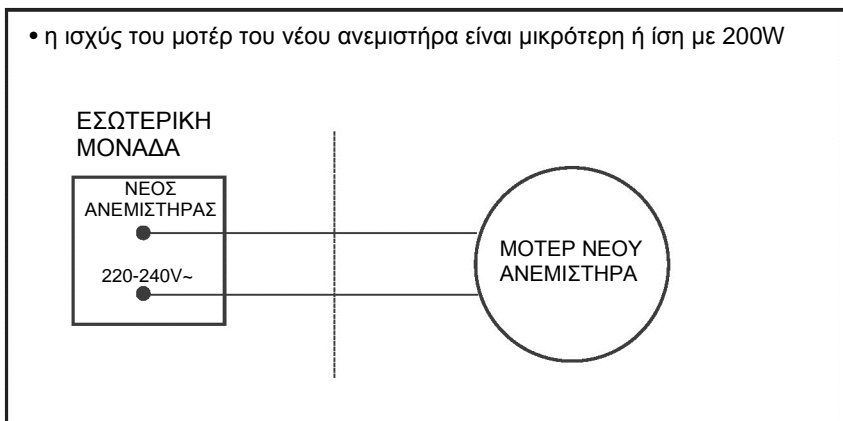 • η ισχύς του μοτέρ του νέου ανεμιστήρα είναι μικρότερη ή ίση με 200W
ΕΣΩΤΕΡΙΚΗ
ΜΟΝΑΔΑ
ΝΕΟΣ
ΑΝΕΜΙΣΤΗΡΑΣ
220-240V~
ΜΟΤΕΡ ΝΕΟΥ
ΑΝΕΜΙΣΤΗΡΑ